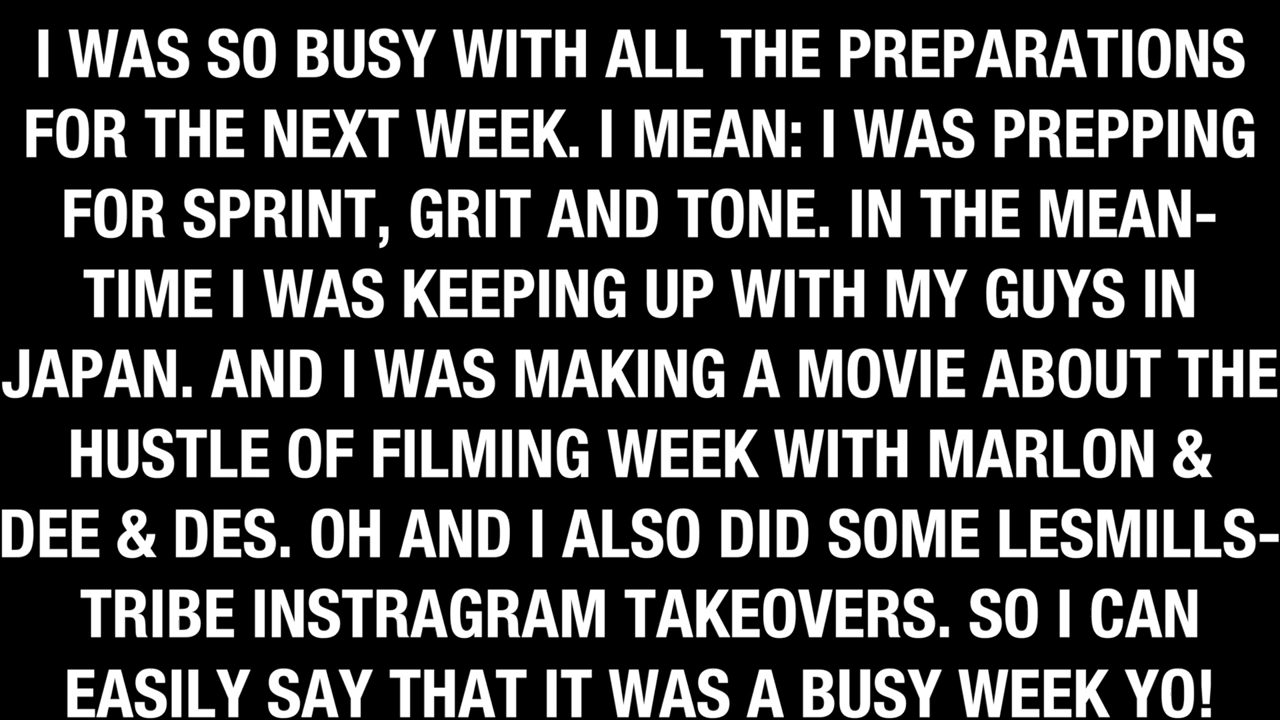 I WAS SO BUSY WITH ALL THE PREPARATIONS
FOR THE NEXT WEEK. I MEAN: I WAS PREPPING
FOR SPRINT, GRIT AND TONE. IN THE MEAN-
TIME I WAS KEEPING UP WITH MY GUYS IN
JAPAN. AND I WAS MAKING A MOVIE ABOUT THE
HUSTLE OF FILMING WEEK WITH MARLON &
DEE & DES. OH AND I ALSO DID SOME LESMILLS-
TRIBE INSTRAGRAM TAKEOVERS. SO I CAN
EASILY SAY THAT IT WAS A BUSY WEEK YO!